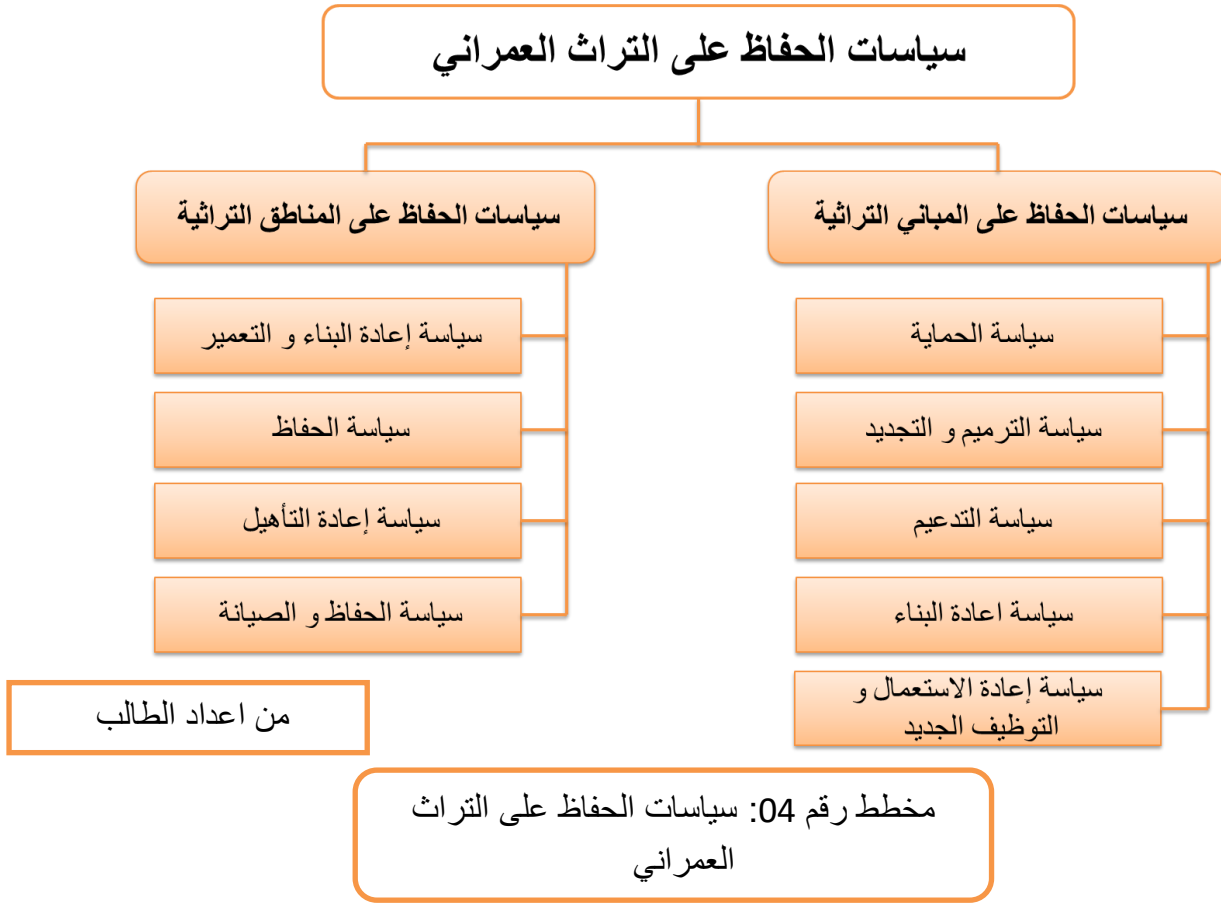 سياسات الحفاظ على التراث العمراني
سياسات الحفاظ على المباني التراثية
سياسة الحماية
سياسة الترميم و التجديد
سياسة التدعيم
سياسة اعادة البناء
سياسة إعادة الاستعمال و
التوظيف الجديد
سياسات الحفاظ على المناطق التراثية
سياسة إعادة البناء و التعمير
سياسة الحفاظ
سياسة إعادة التأهيل
سياسة الحفاظ و الصيانة
من اعداد الطالب
مخطط رقم 04: سياسات الحفاظ على التراث
العمراني